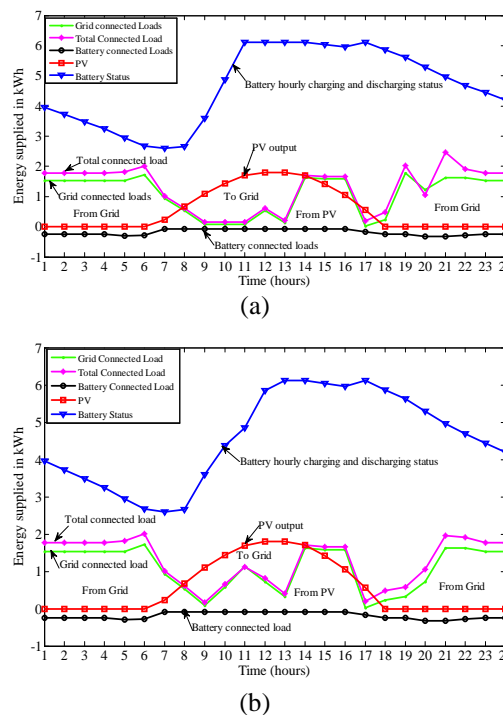 7
6
5
4
3
2
1
0
-1
Energy supplied in kWh
Grid connected Loads
Total Connected Load
Battery connected Loads
PV
Battery Status
Battery hourly charging and discharging status
PV output
Total connected load
Grid connected loads
To Grid
From Grid
From PV
From Grid
Battery connected loads
1 2 3 4 5 6 7 8 9 10 11 12 13 14 15 16 17 18 19 20 21 22 23 24
Time (hours)
(a)
7
6
5
4
3
2
1
0
-1
Energy supplied in kWh
Grid Connected Load
Total Connected Load
Battery Connected Load
PV
Battery Status
Battery hourly charging and discharging status
PV output
Total connected load
Grid connected load
To Grid
From Grid
From PV
From Grid
Battery connected load
1 2 3 4 5 6 7 8 9 10 11 12 13 14 15 16 17 18 19 20 21 22 23 24
Time (hours)
(b)